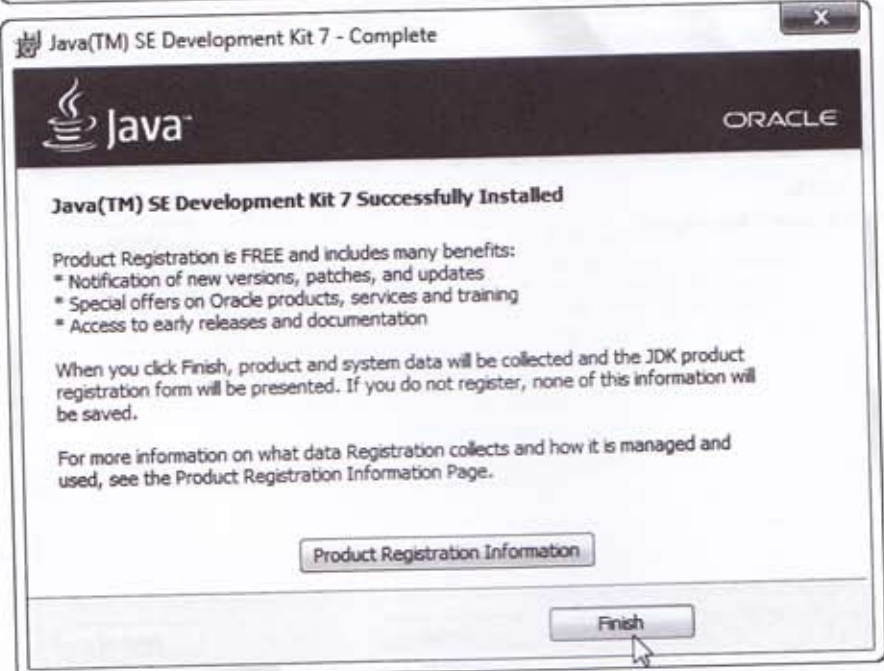 Java(TM) SE Development Kit 7 - Complete
X
Java™
ORACLE
Java(TM) SE Development Kit 7 Successfully Installed
Product Registration is FREE and includes many benefits:
* Notification of new versions, patches, and updates
* Special offers on Oracle products, services and training
* Access to early releases and documentation
When you click Finish, product and system data will be collected and the JDK product
registration form will be presented. If you do not register, none of this information will
be saved.
For more information on what data Registration collects and how it is managed and
used, see the Product Registration Information Page.
Product Registration Information
Finish